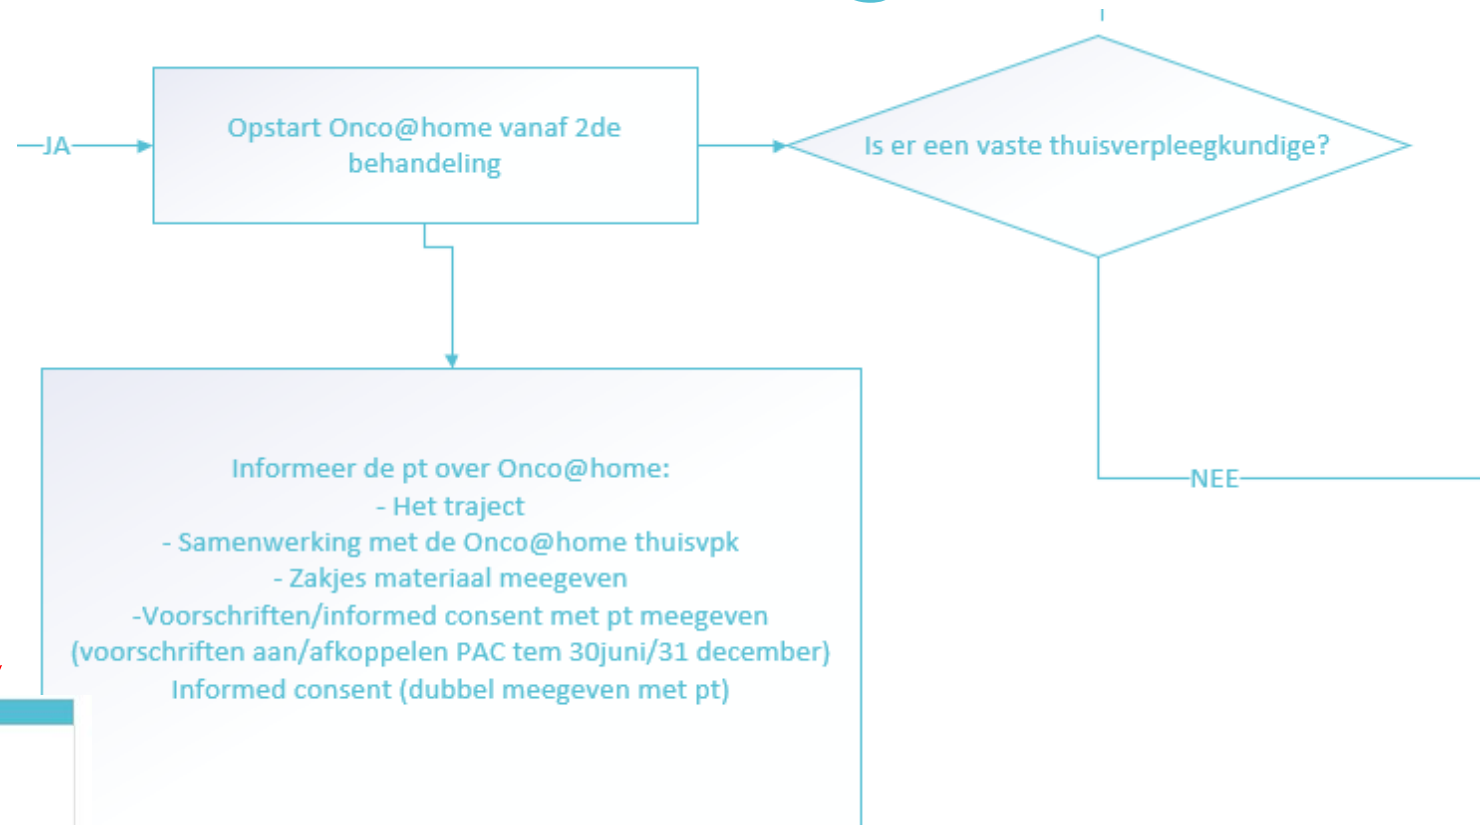 JA
Opstart Onco@home vanaf 2de
behandeling
Is er een vaste thuisverpleegkundige?
NEE
Informeer de pt over Onco@home:
- Het traject
- Samenwerking met de Onco@home thuisvpk
- Zakjes materiaal meegeven
-Voorschriften/informed consent met pt meegeven
(voorschriften aan/afkoppelen PAC tem 30juni/31 december)
Informed consent (dubbel meegeven met pt)